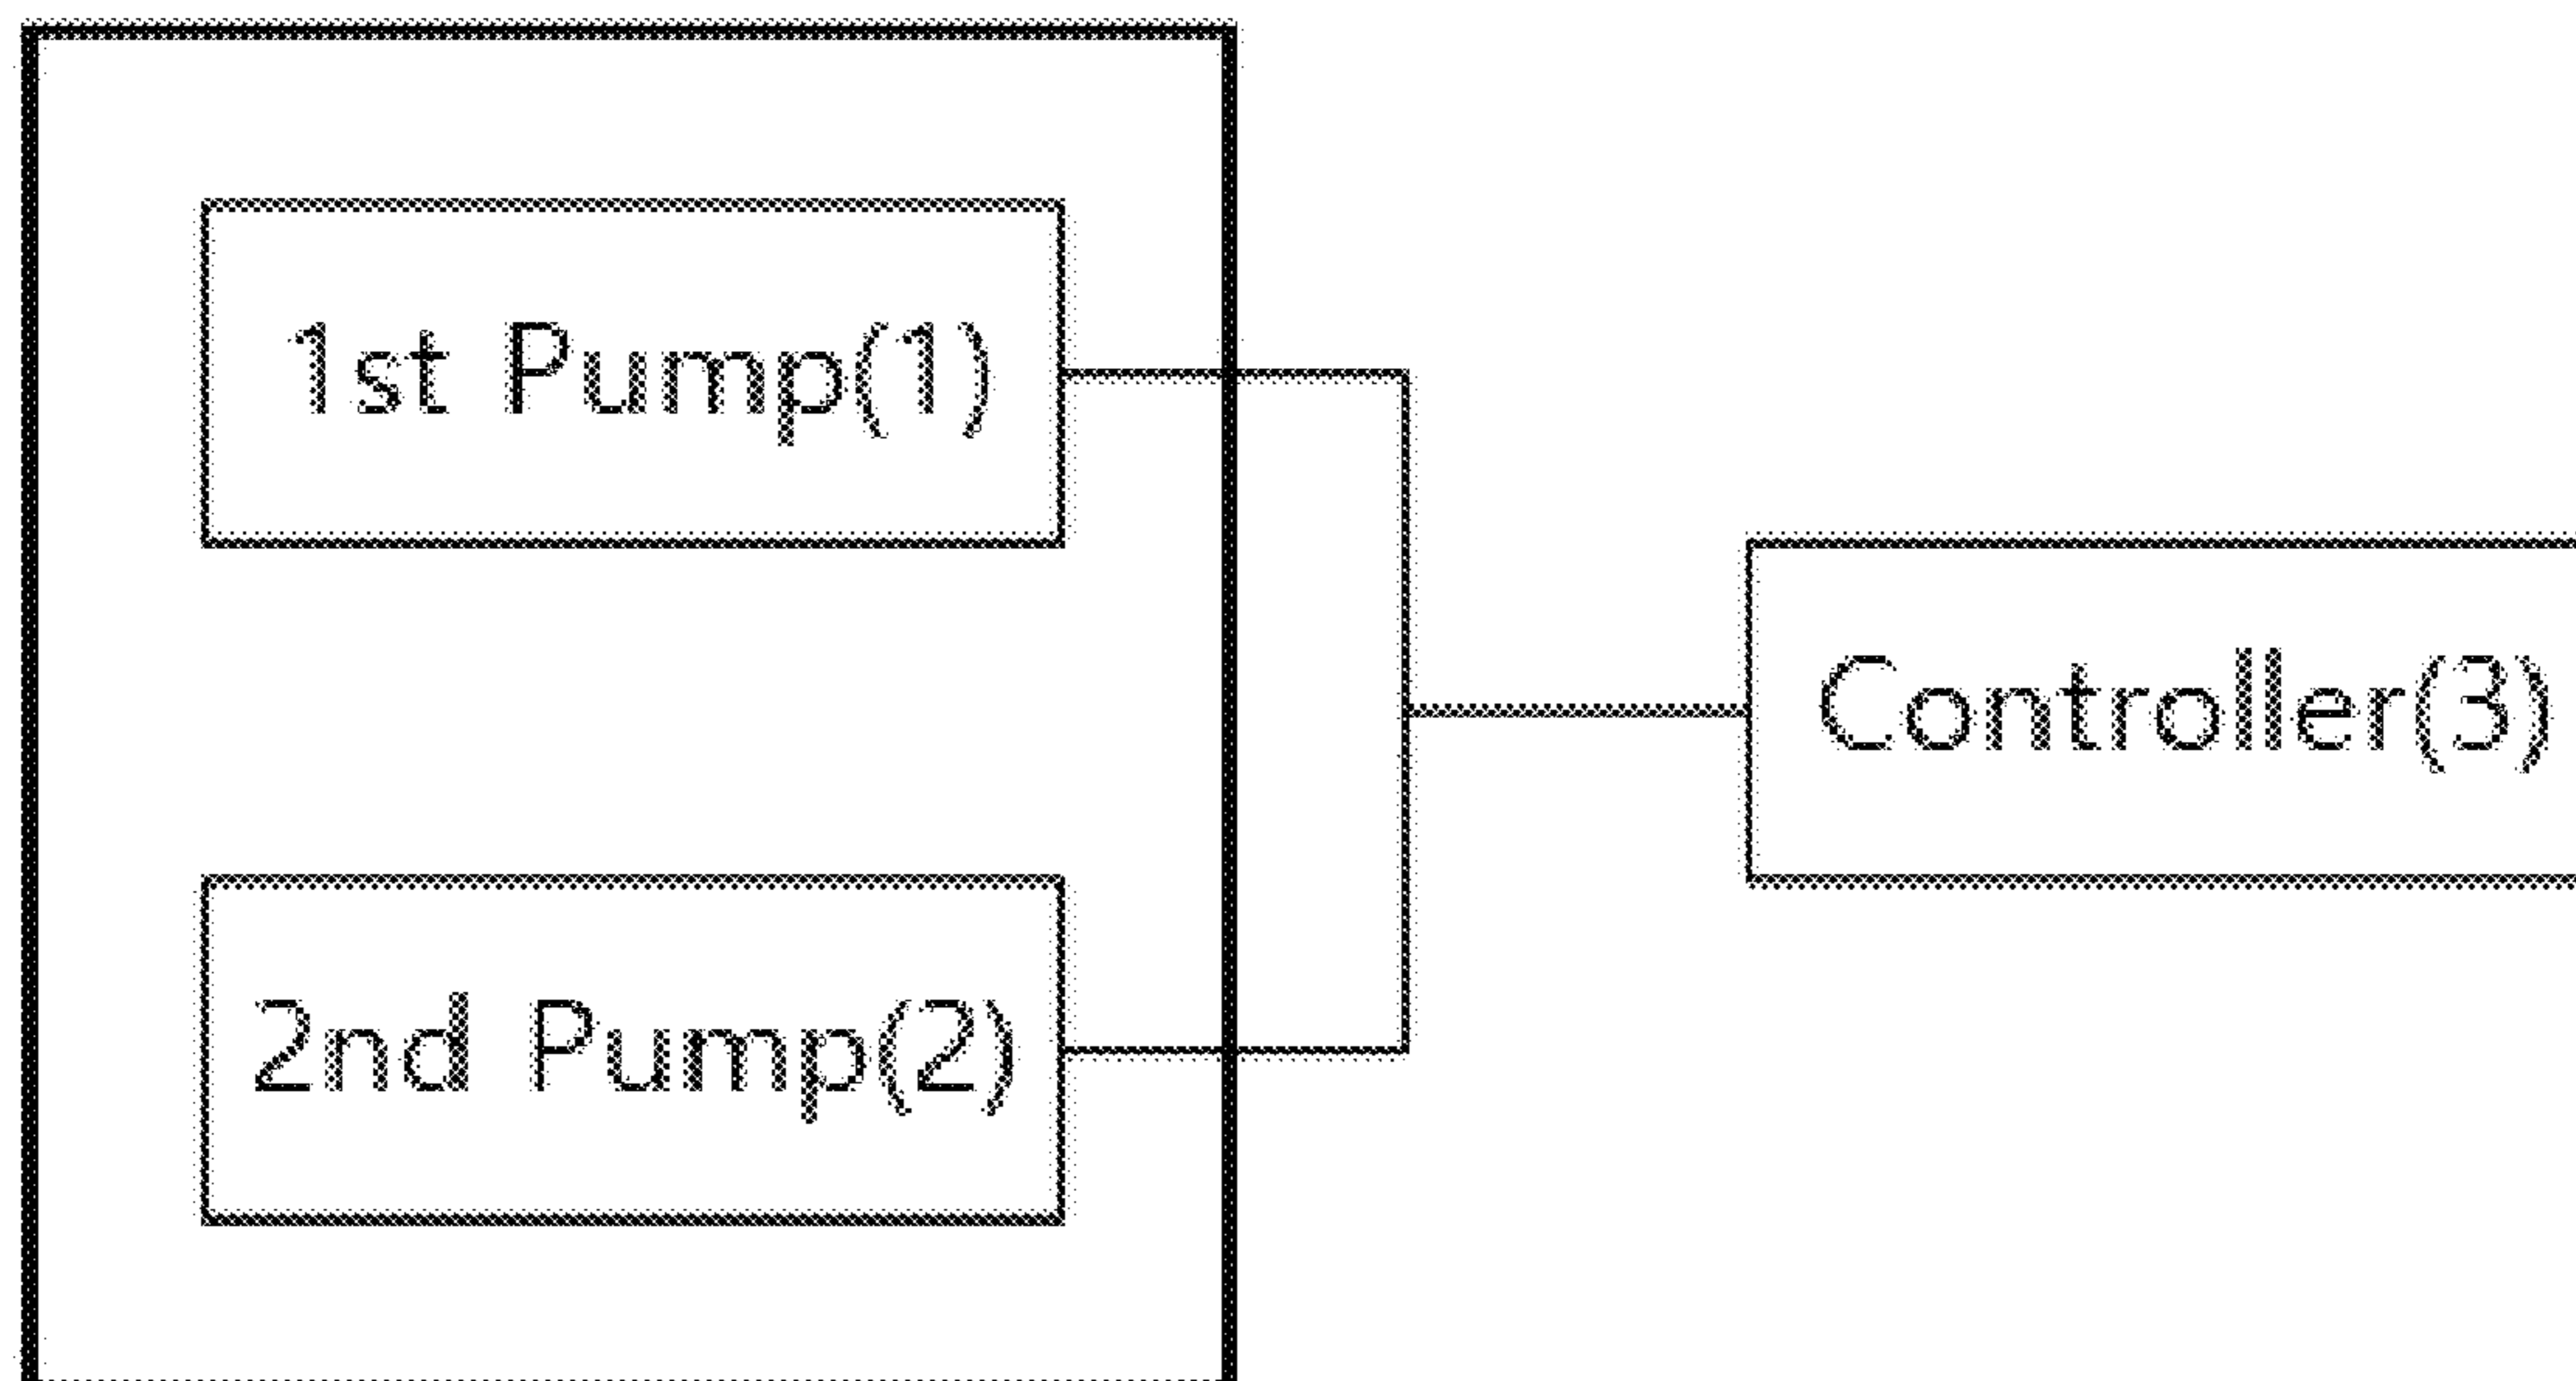 1st Pump(1)
Controller(3)
2nd Pump(2)